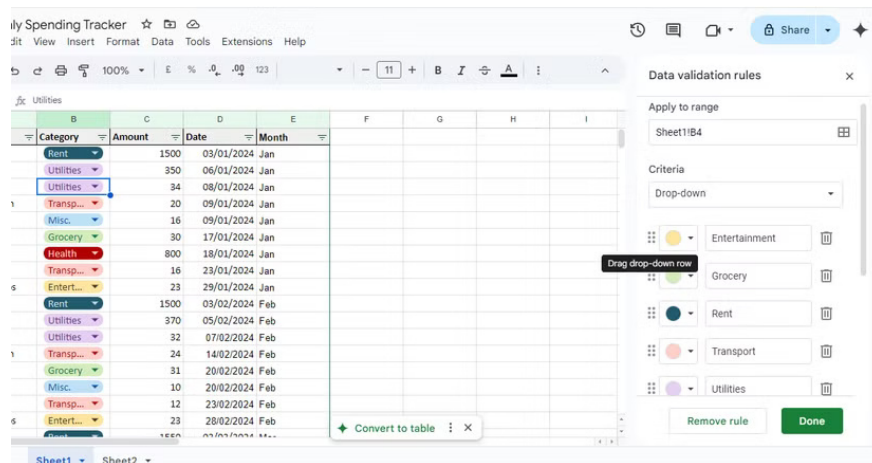 ly Spending Tracker
dit View Insert Format Data Tools Extensions Help
Share
100% £ % .0 .00 123 11 + B I A
fx Utilities
B C D E F G H I
Category Amount Date Month
Rent 1500 03/01/2024 Jan
Utilities 350 06/01/2024 Jan
Utilities 34 08/01/2024 Jan
n Transp... 20 09/01/2024 Jan
Misc. 16 09/01/2024 Jan
Grocery 30 17/01/2024 Jan
Health 800 18/01/2024 Jan
Transp... 16 23/01/2024 Jan
os Entert... 23 29/01/2024 Jan
Rent 1500 03/02/2024 Feb
Utilities 370 05/02/2024 Feb
Utilities 32 07/02/2024 Feb
n Transp... 24 14/02/2024 Feb
Grocery 31 20/02/2024 Feb
Misc. 10 20/02/2024 Feb
Transp... 12 23/02/2024 Feb
os Entert... 23 28/02/2024 Feb
Convert to table
Sheet1 Sheet2
Data validation rules
Apply to range
Sheet1!B4
Criteria
Drop-down
Entertainment
Drag drop-down row
Grocery
Rent
Transport
Utilities
Remove rule Done